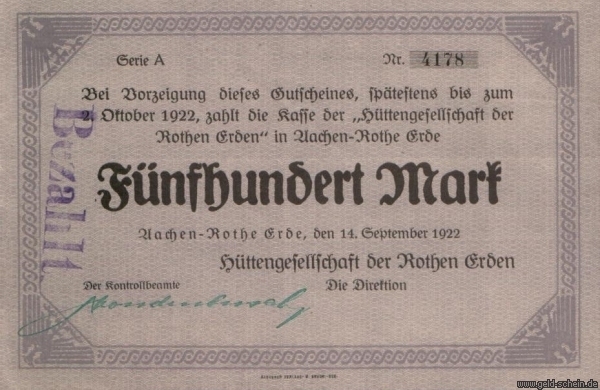 Serie A
Nr. 4178
Bei Vorzeigung dieses Gutscheines, spätestens bis zum
2. Oktober 1922, zahlt die Kasse der „Hüttengesellschaft der
Rothen Erden“ in Aachen-Rothe Erde
Fünfhundert Mark
Aachen-Rothe Erde, den 14. September 1922
Hüttengesellschaft der Rothen Erden
Der Kontrollbeamte
Die Direktion
Bezahlt.
www.geld-schein.de